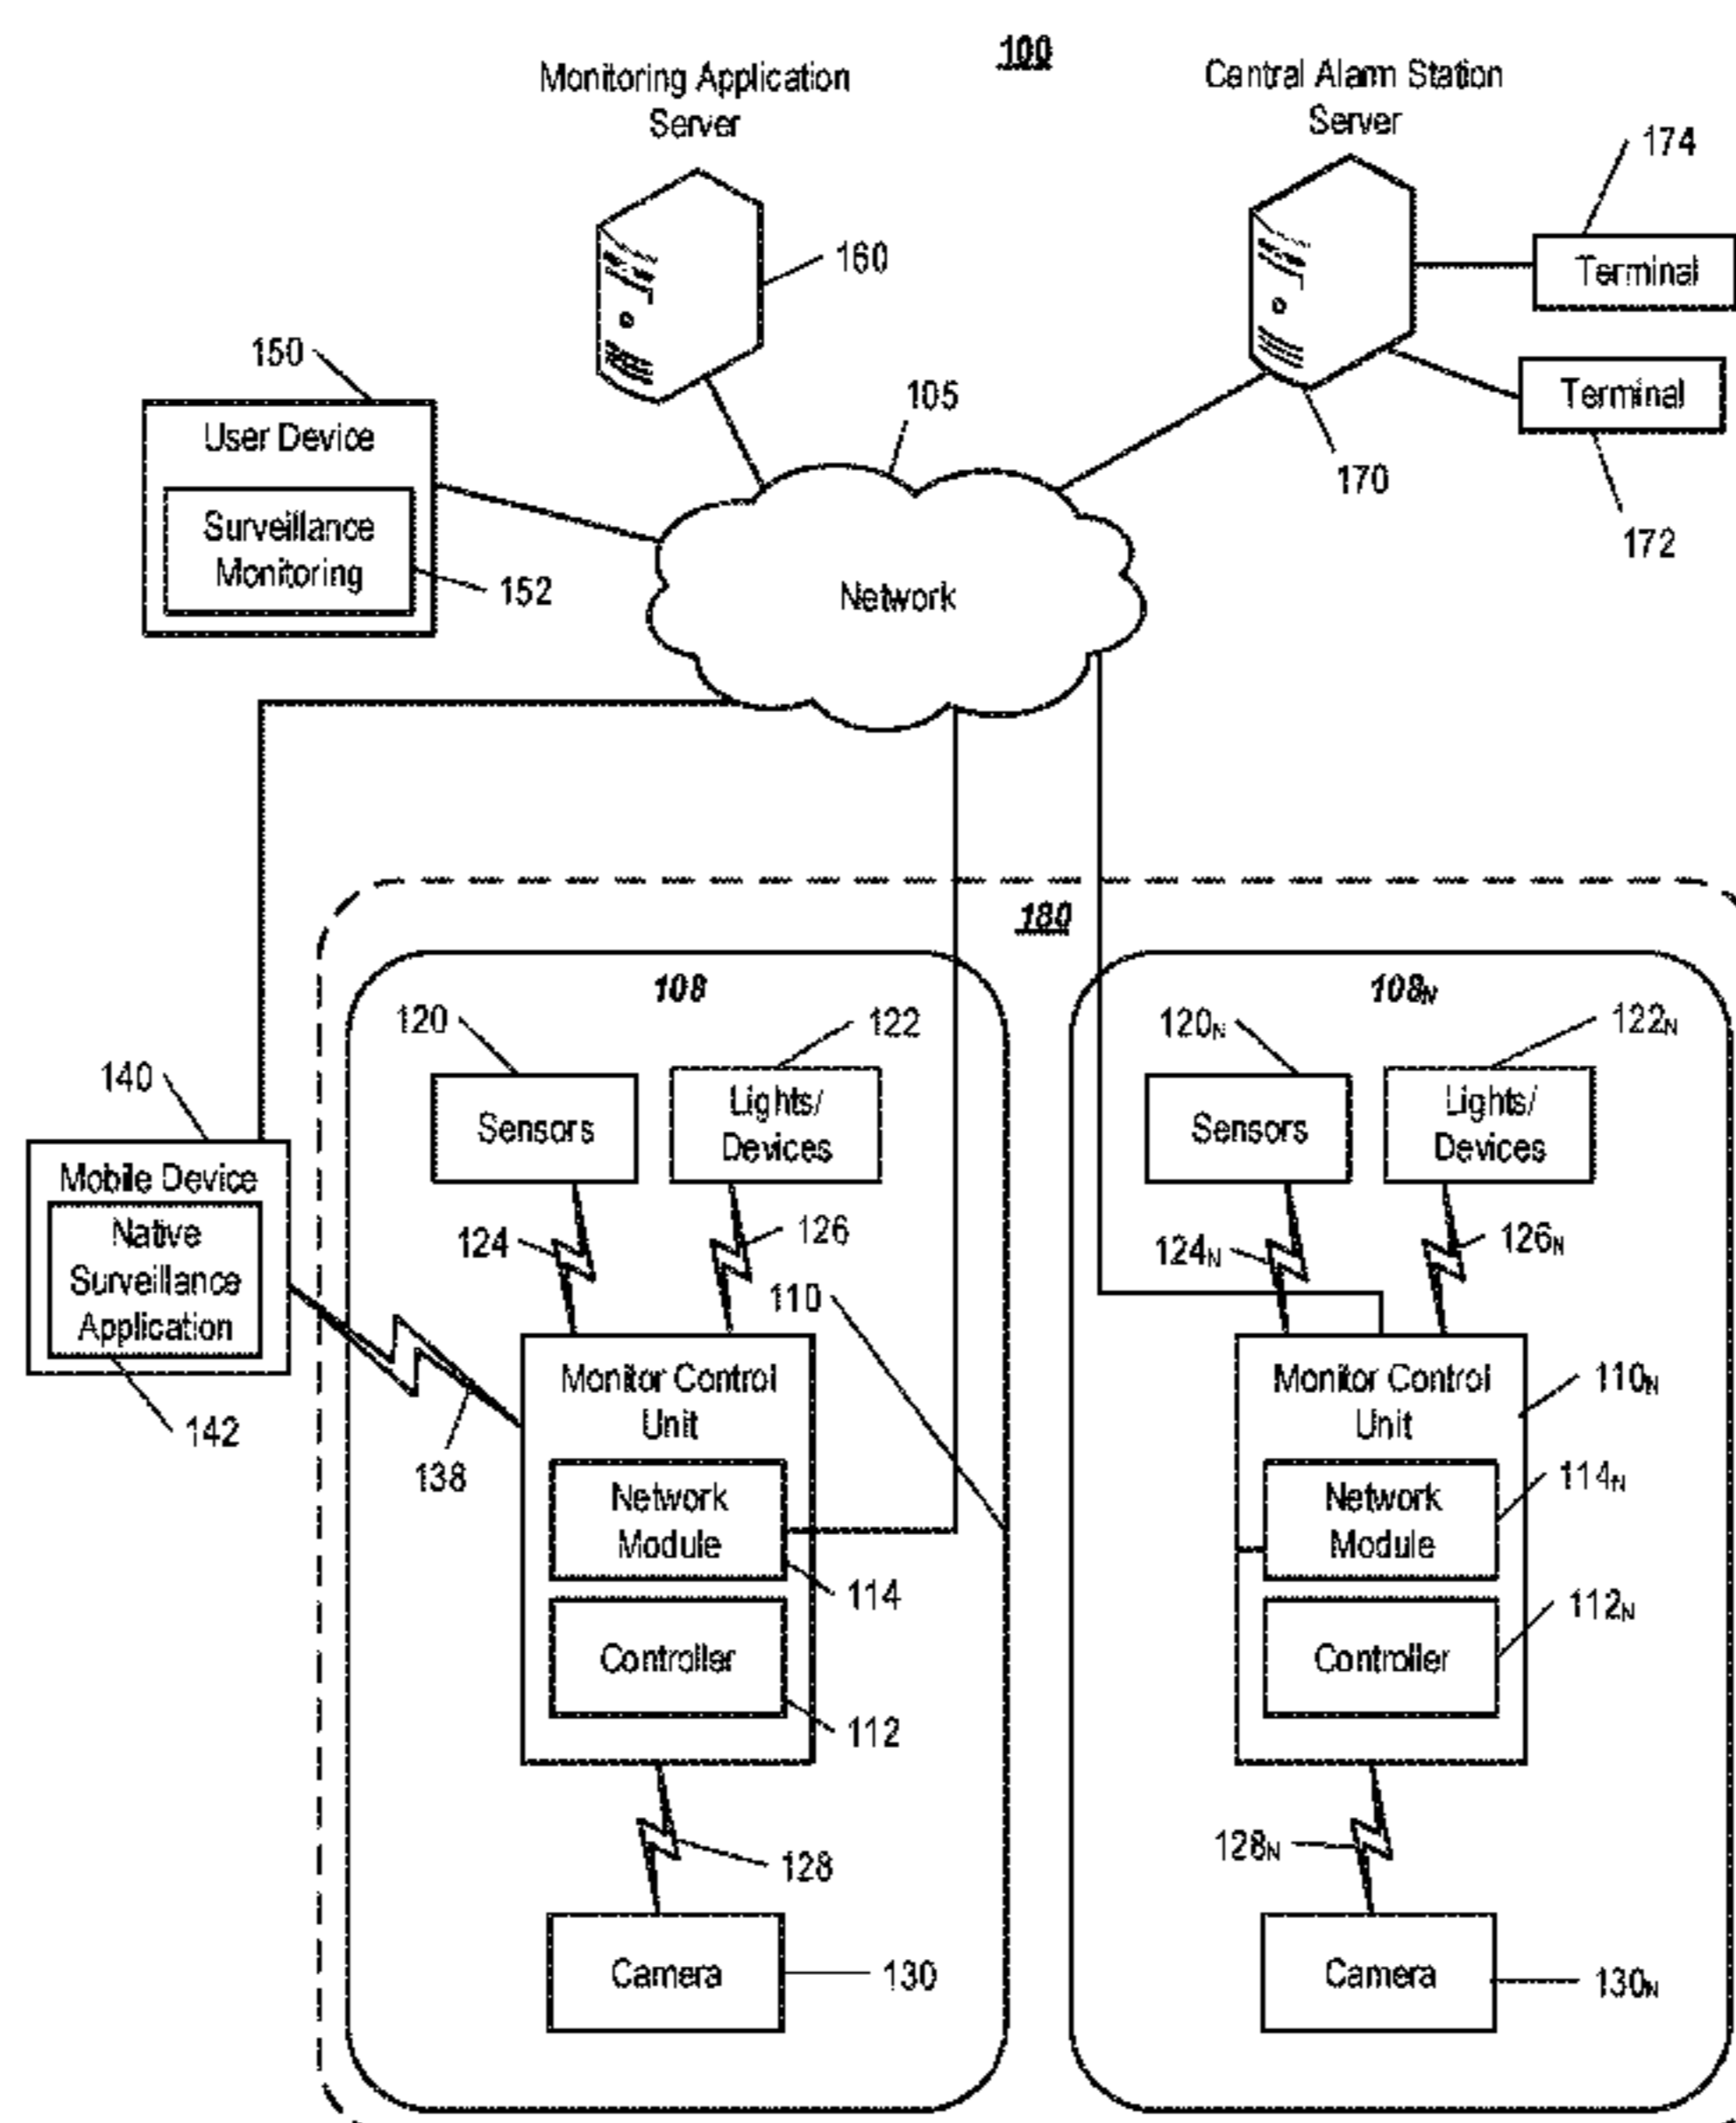 100
Monitoring Application
Server
Central Alarm Station
Server
174
160
Terminal
150
105
Terminal
User Device
170
Surveillance
Monitoring
152
172
Network
180
108
108N
120
122
120N
122N
140
Sensors
Lights/
Devices
Sensors
Lights/
Devices
Mobile Device
Native
Surveillance
Application
124
126
124N
126N
110
142
138
Monitor Control
Unit
Monitor Control
Unit
110N
Network
Module
Network
Module
114N
114
Controller
Controller
112N
112
128
128N
Camera
130
Camera
130N